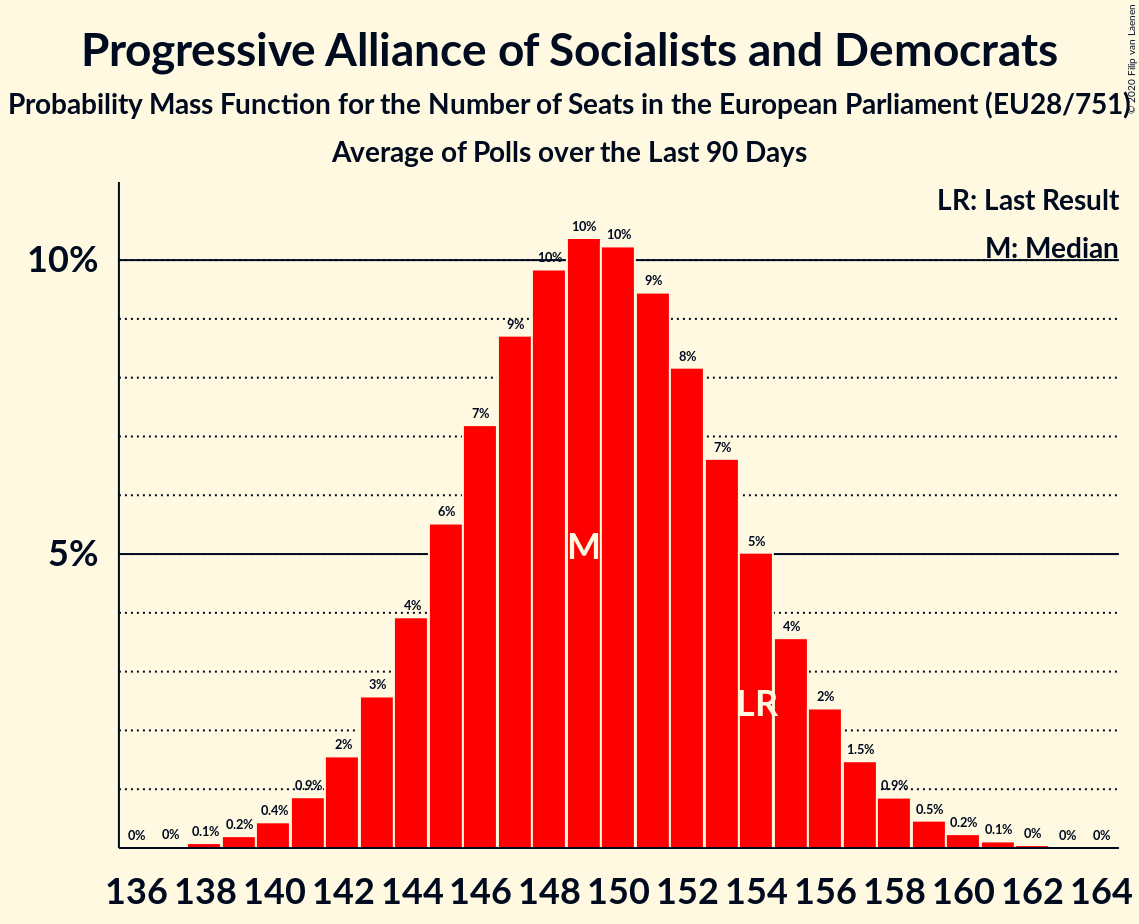 Progressive Alliance of Socialists and Democrats
Probability Mass Function for the Number of Seats in the European Parliament (EU28/751)
Average of Polls over the Last 90 Days
© 2020 Filip van Laenen
LR: Last Result
M: Median
10%
5%
0% 0% 0.1% 0.2% 0.4% 0.9% 2% 3% 4% 6% 7% 9% 10% 10% 10% 9% 8% 7% 5% 4% 2% 1.5% 0.9% 0.5% 0.2% 0.1% 0% 0% 0%
M
LR
136 138 140 142 144 146 148 150 152 154 156 158 160 162 164